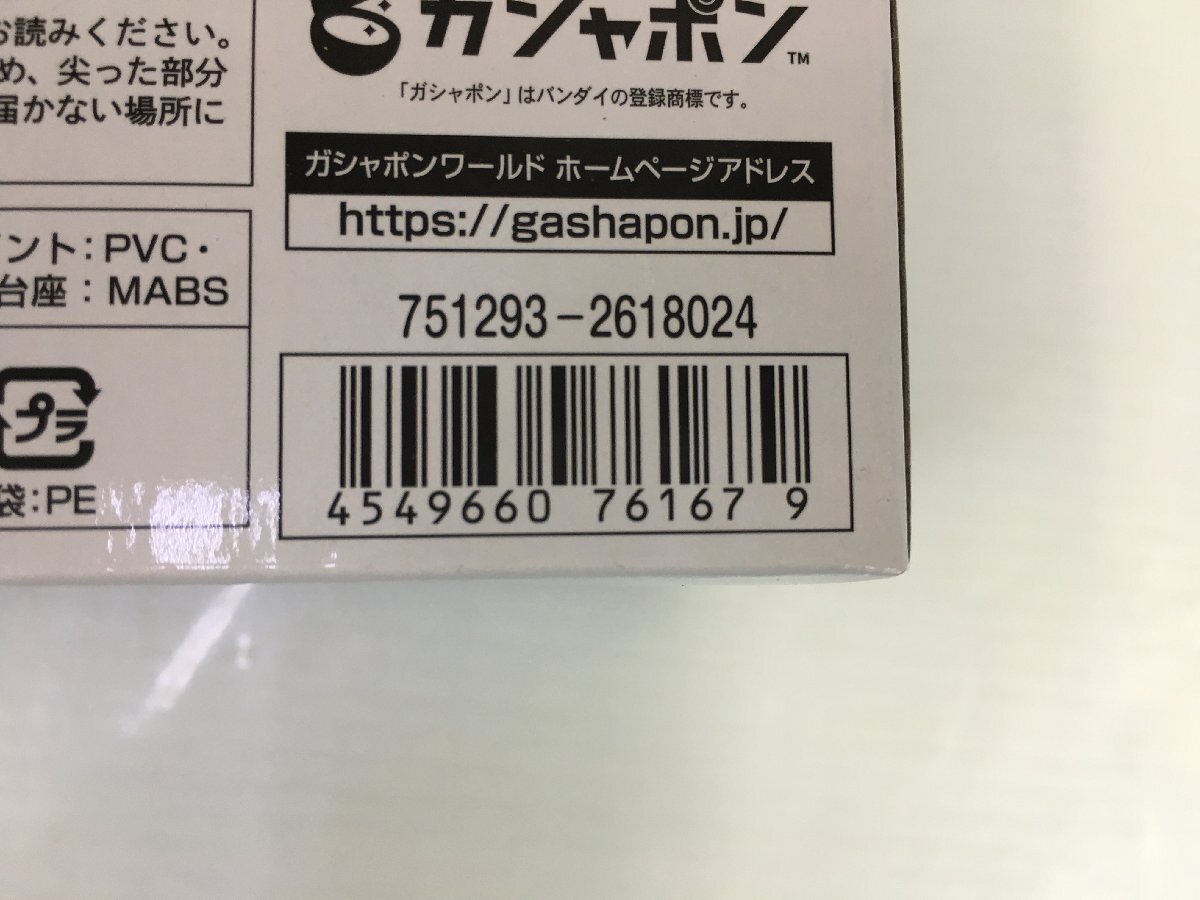 お読みください。
め、尖った部分
届かない場所に
ント：PVC・
台座：MABS
プラ
袋：PE
ガシャポン™
「ガシャポン」はバンダイの登録商標です。
ガシャポンワールド ホームページアドレス
https://gashapon.jp/
751293-2618024
4549660 76167 9